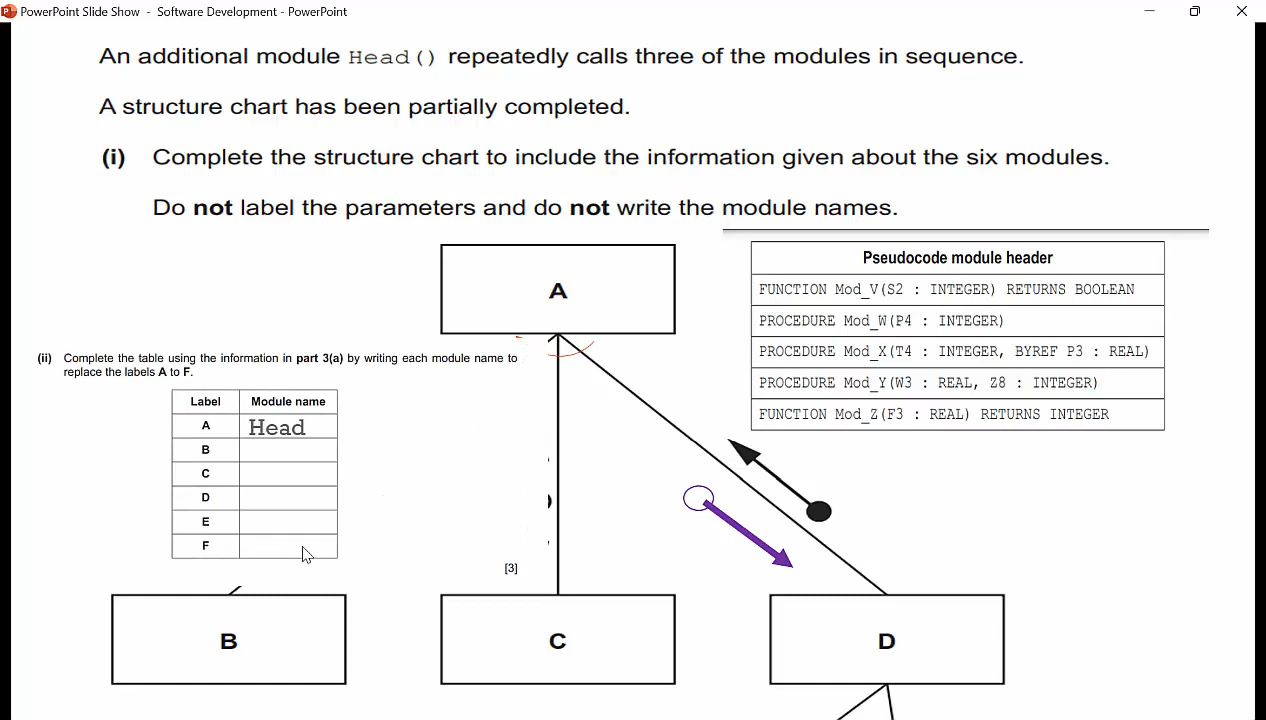 PowerPoint Slide Show - Software Development - PowerPoint
An additional module Head() repeatedly calls three of the modules in sequence.
A structure chart has been partially completed.
(i) Complete the structure chart to include the information given about the six modules.
Do not label the parameters and do not write the module names.
A
Pseudocode module header
FUNCTION Mod_V(S2 : INTEGER) RETURNS BOOLEAN
PROCEDURE Mod_W(P4 : INTEGER)
PROCEDURE Mod_X(T4 : INTEGER, BYREF P3 : REAL)
PROCEDURE Mod_Y(W3 : REAL, Z8 : INTEGER)
FUNCTION Mod_Z(F3 : REAL) RETURNS INTEGER
(ii) Complete the table using the information in part 3(a) by writing each module name to
replace the labels A to F.
Label Module name
A Head
B
C
D
E
F
[3]
B
C
D